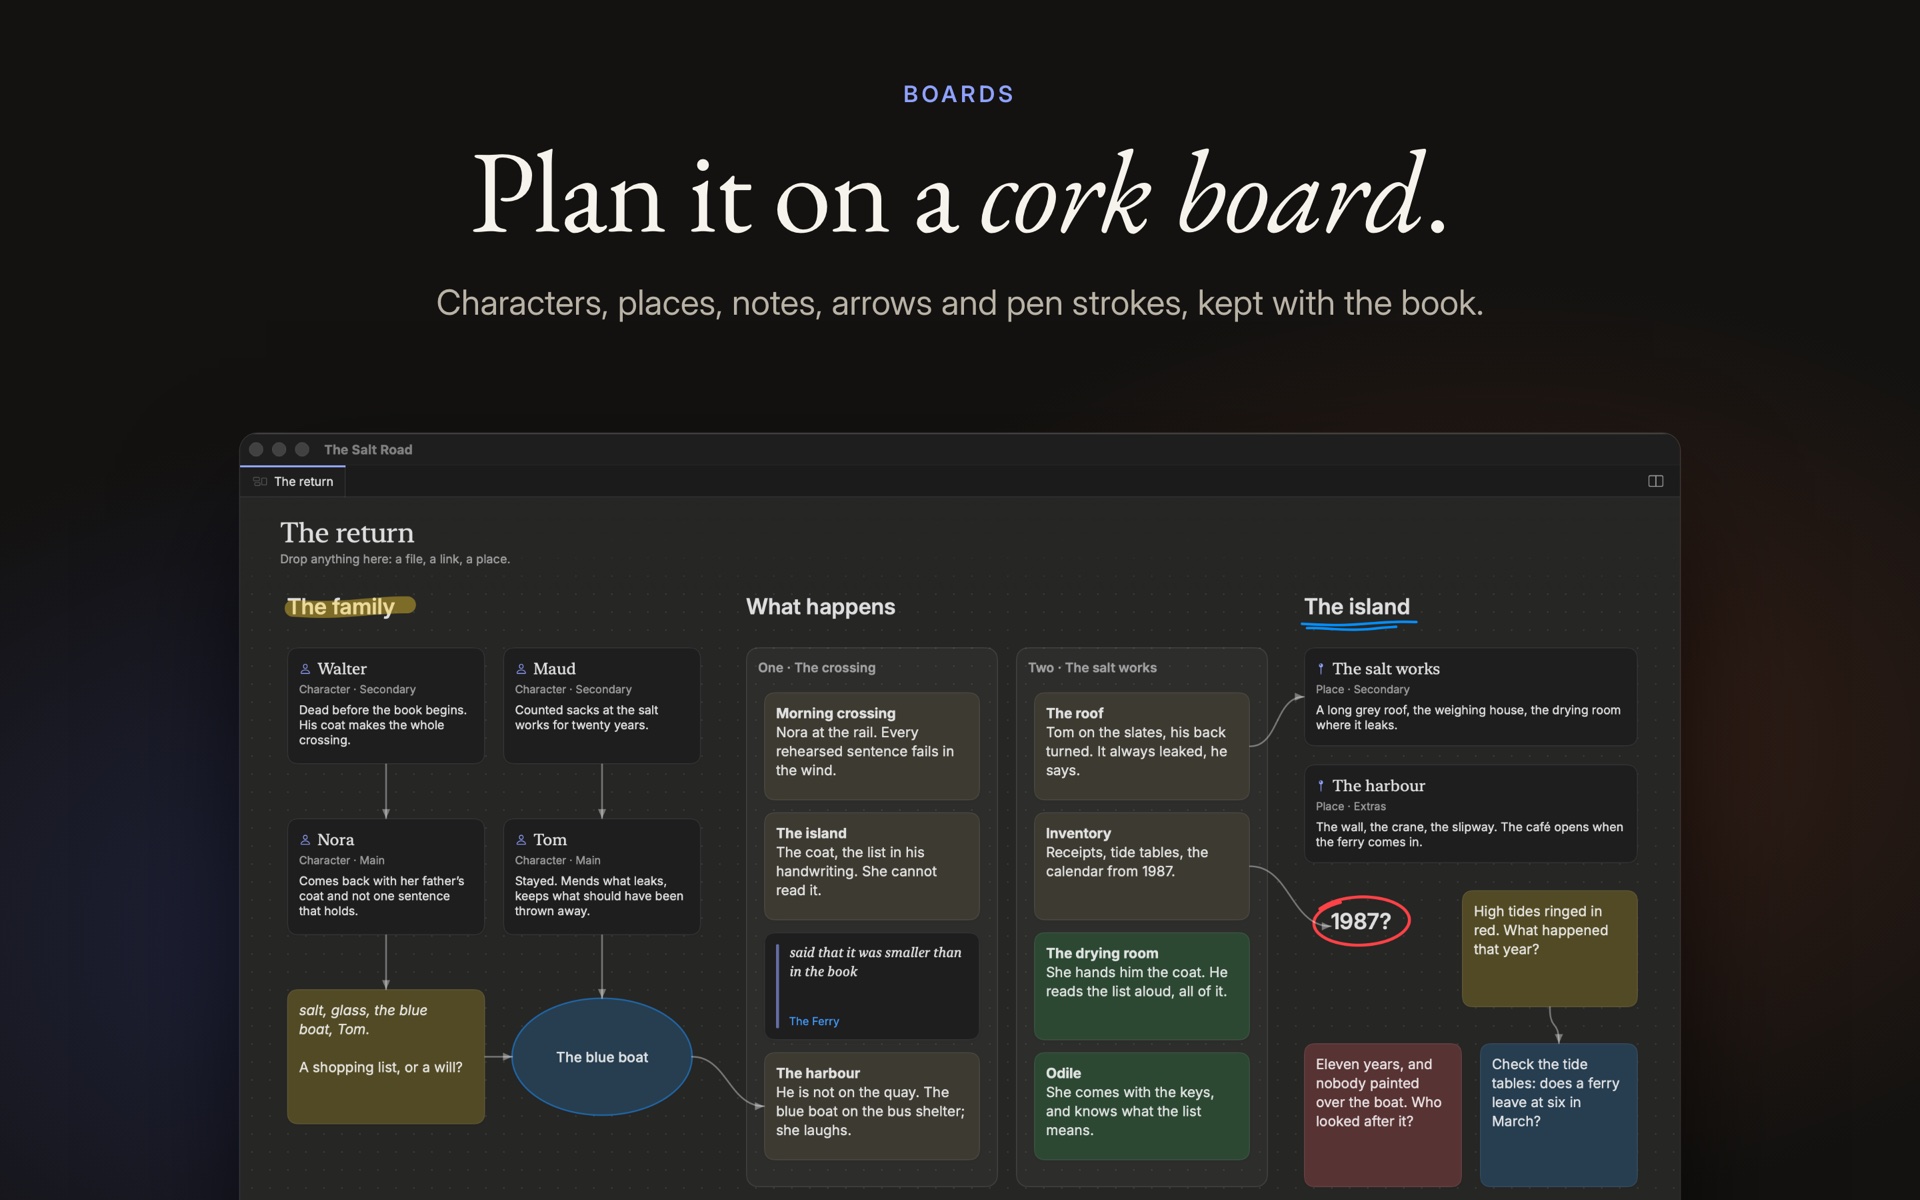 BOARDS
Plan it on a cork board.
Characters, places, notes, arrows and pen strokes, kept with the book.
The Salt Road
The return
The return
Drop anything here: a file, a link, a place.
The family
Walter
Character · Secondary
Dead before the book begins.
His coat makes the whole
crossing.
Maud
Character · Secondary
Counted sacks at the salt
works for twenty years.
Nora
Character · Main
Comes back with her father’s
coat and not one sentence
that holds.
Tom
Character · Main
Stayed. Mends what leaks,
keeps what should have been
thrown away.
salt, glass, the blue
boat, Tom.
A shopping list, or a will?
The blue boat
What happens
One · The crossing
Morning crossing
Nora at the rail. Every
rehearsed sentence fails in
the wind.
The island
The coat, the list in his
handwriting. She cannot
read it.
said that it was smaller than
in the book
The Ferry
The harbour
He is not on the quay. The
blue boat on the bus shelter;
she laughs.
Two · The salt works
The roof
Tom on the slates, his back
turned. It always leaked, he
says.
Inventory
Receipts, tide tables, the
calendar from 1987.
The drying room
She hands him the coat. He
reads the list aloud, all of it.
Odile
She comes with the keys,
and knows what the list
means.
The island
The salt works
Place · Secondary
A long grey roof, the weighing house, the drying room
where it leaks.
The harbour
Place · Extras
The wall, the crane, the slipway. The café opens when
the ferry comes in.
1987?
High tides ringed in
red. What happened
that year?
Eleven years, and
nobody painted
over the boat. Who
looked after it?
Check the tide
tables: does a ferry
leave at six in
March?